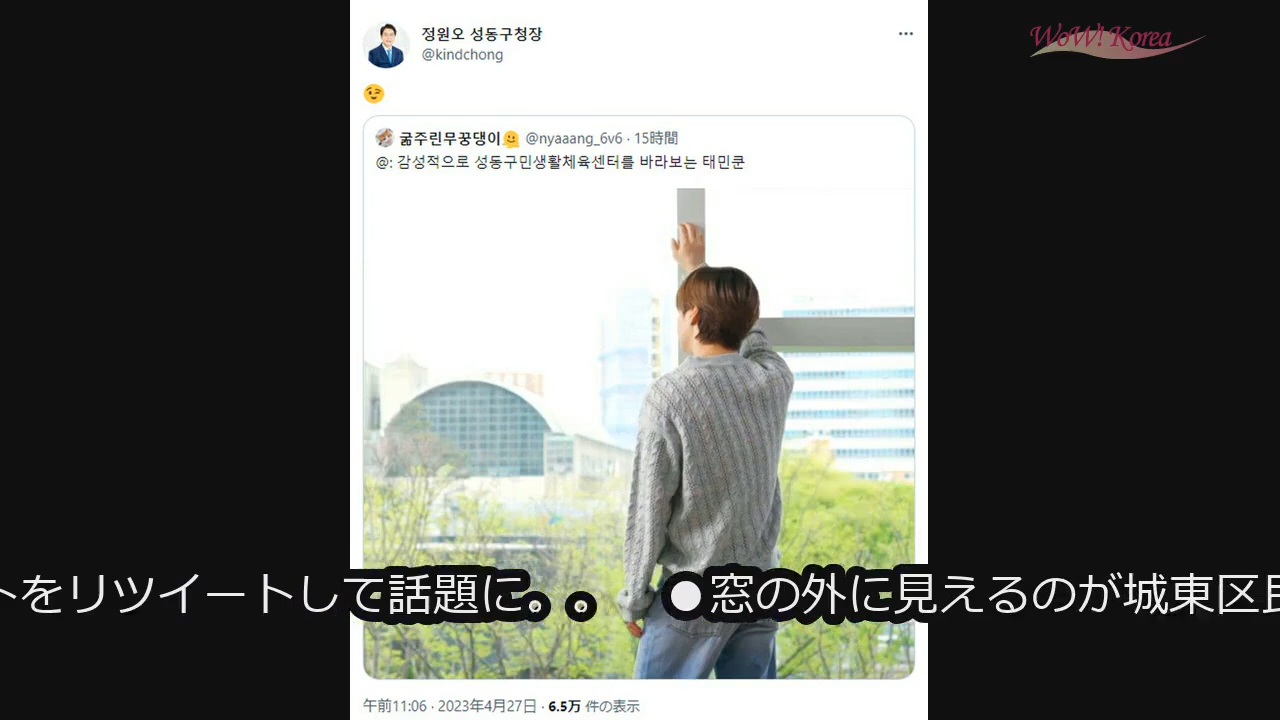 정원오 성동구청장
@kindchong
WoW! Korea
굶주린무꿍댕이 @nyaaang_6v6 · 15時間
@: 감성적으로 성동구민생활체육센터를 바라보는 태민쿤
トをリツイートして話題に。。 ●窓の外に見えるのが城東区民
午前11:06 · 2023年4月27日 · 6.5万 件の表示